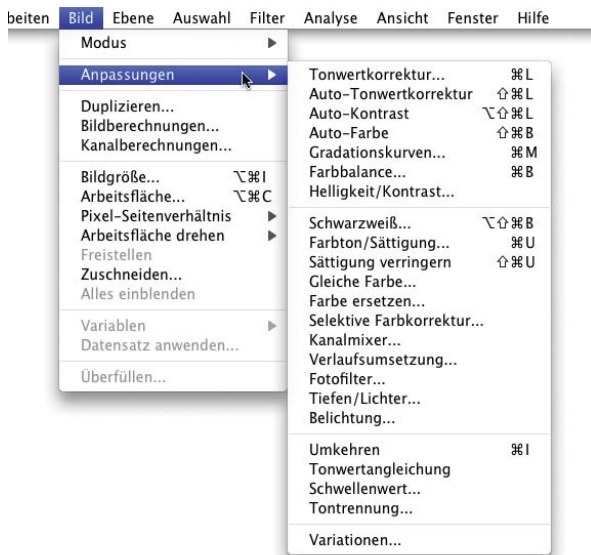 beiten Bild Ebene Auswahl Filter Analyse Ansicht Fenster Hilfe
Modus
Anpassungen
Duplizieren...
Bildberechnungen...
Kanalberechnungen...
Bildgröße... ⌥⌘I
Arbeitsfläche... ⌥⌘C
Pixel-Seitenverhältnis
Arbeitsfläche drehen
Freistellen
Zuschneiden...
Alles einblenden
Variablen
Datensatz anwenden...
Überfüllen...
Tonwertkorrektur... ⌘L
Auto-Tonwertkorrektur ⇧⌘L
Auto-Kontrast ⌥⇧⌘L
Auto-Farbe ⇧⌘B
Gradationskurven... ⌘M
Farbbalance... ⌘B
Helligkeit/Kontrast...
Schwarzweiß... ⌥⇧⌘B
Farbton/Sättigung... ⌘U
Sättigung verringern ⇧⌘U
Gleiche Farbe...
Farbe ersetzen...
Selektive Farbkorrektur...
Kanalmixer...
Verlaufsumsetzung...
Fotofilter...
Tiefen/Lichter...
Belichtung...
Umkehren ⌘I
Tonwertangleichung
Schwellenwert...
Tontrennung...
Variationen...